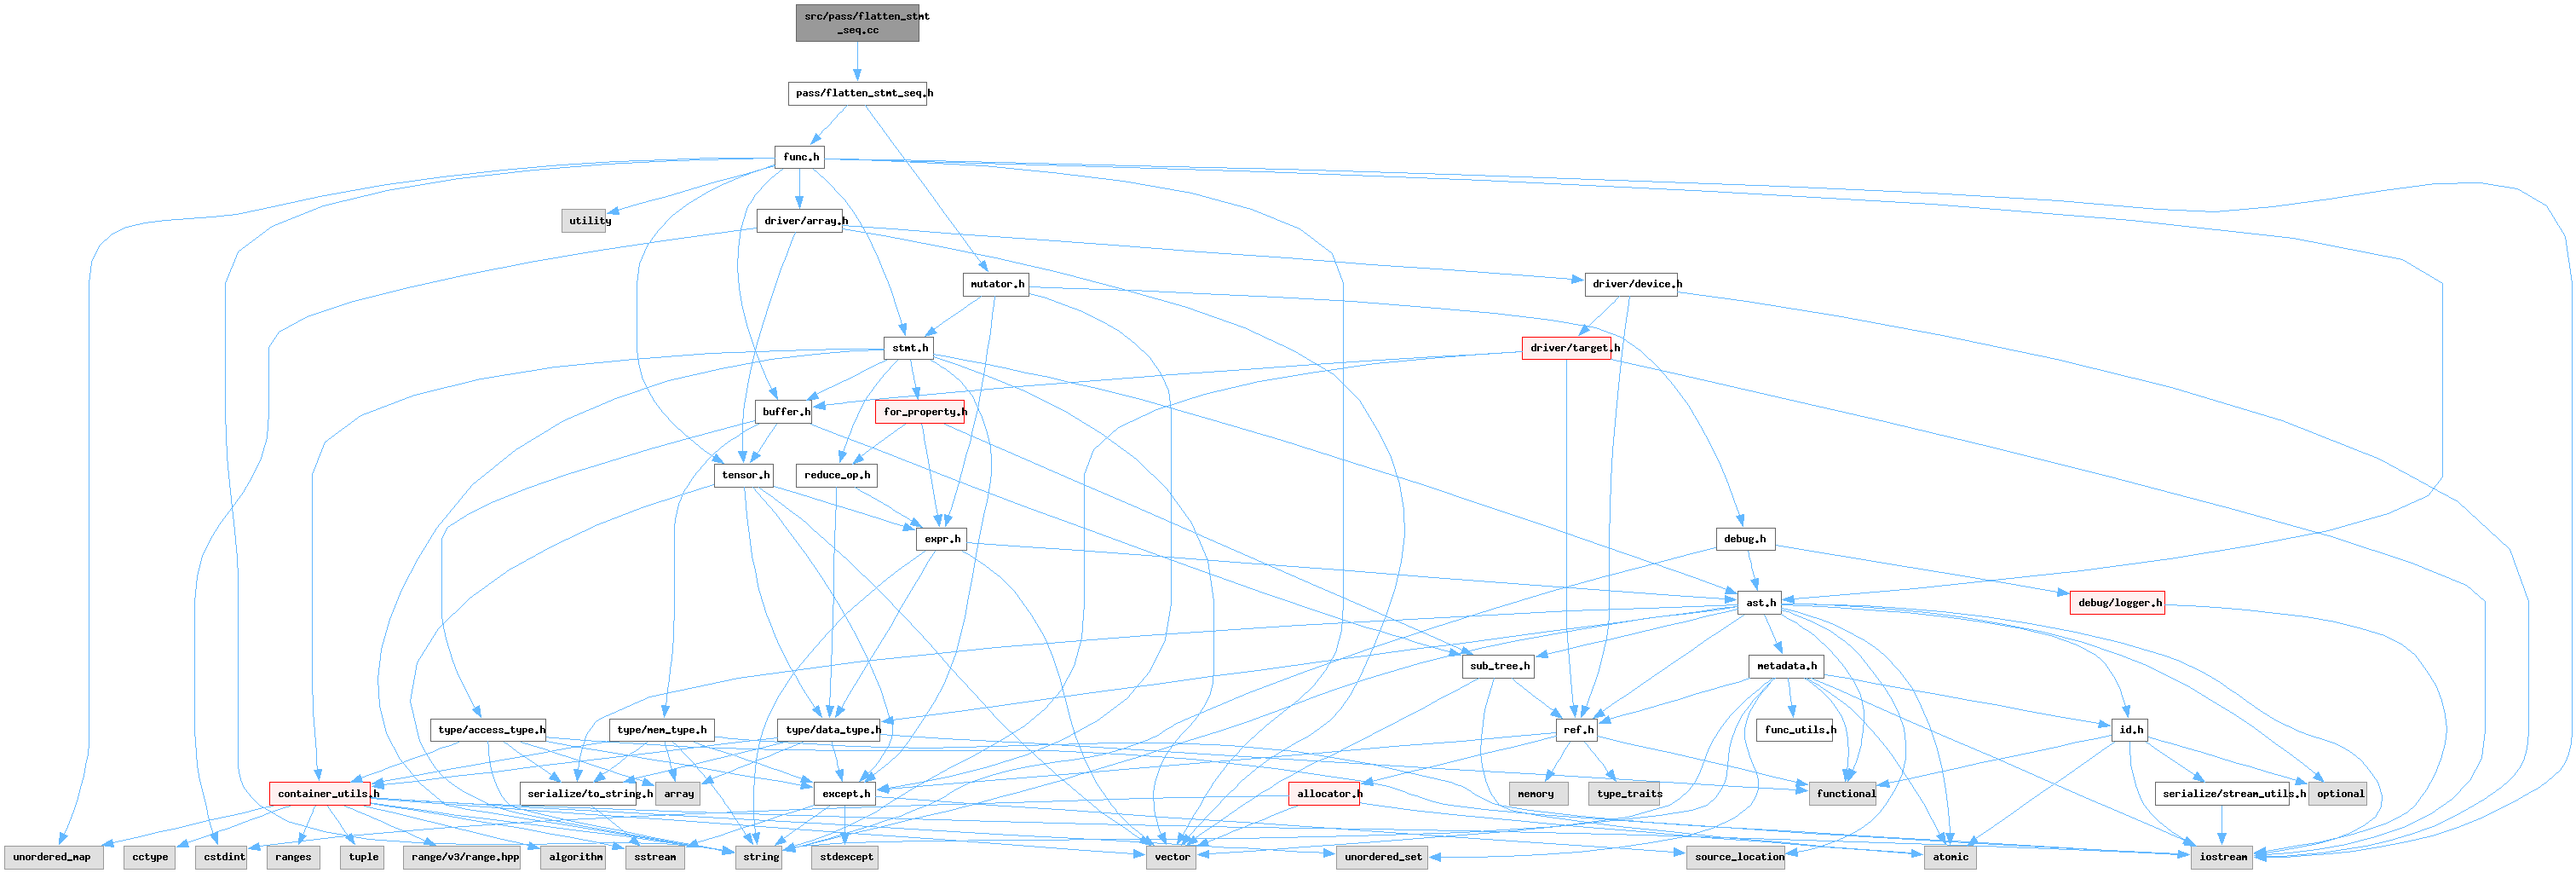 src/pass/flatten_stmt
_seq.cc
pass/flatten_stmt_seq.h
func.h
utility
driver/array.h
mutator.h
driver/device.h
stmt.h
driver/target.h
buffer.h
for_property.h
tensor.h
reduce_op.h
expr.h
debug.h
ast.h
debug/logger.h
sub_tree.h
metadata.h
type/access_type.h
type/mem_type.h
type/data_type.h
ref.h
func_utils.h
id.h
container_utils.h
serialize/to_string.h
array
except.h
allocator.h
memory
type_traits
functional
serialize/stream_utils.h
optional
unordered_map
cctype
cstdint
ranges
tuple
range/v3/range.hpp
algorithm
sstream
string
stdexcept
vector
unordered_set
source_location
atomic
iostream